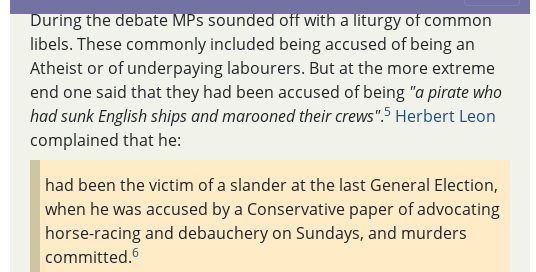 During the debate MPs sounded off with a liturgy of common
libels. These commonly included being accused of being an
Atheist or of underpaying labourers. But at the more extreme
end one said that they had been accused of being "a pirate who
had sunk English ships and marooned their crews".5 Herbert Leon
complained that he:
had been the victim of a slander at the last General Election,
when he was accused by a Conservative paper of advocating
horse-racing and debauchery on Sundays, and murders
committed.6